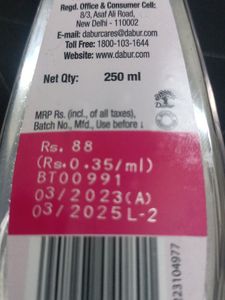 Regd. Office & Consumer Cell:
8/3, Asaf Ali Road,
New Delhi - 110002
E-mail: daburcares@dabur.com
Toll Free: 1800-103-1644
Website: www.dabur.com
Net Qty: 250 ml
MRP Rs. (incl., of all taxes),
Batch No., Mfd., Use before
Rs. 88
(Rs.0.35/ml)
BT00991
03/2023(A)
03/2025L-2
23104977